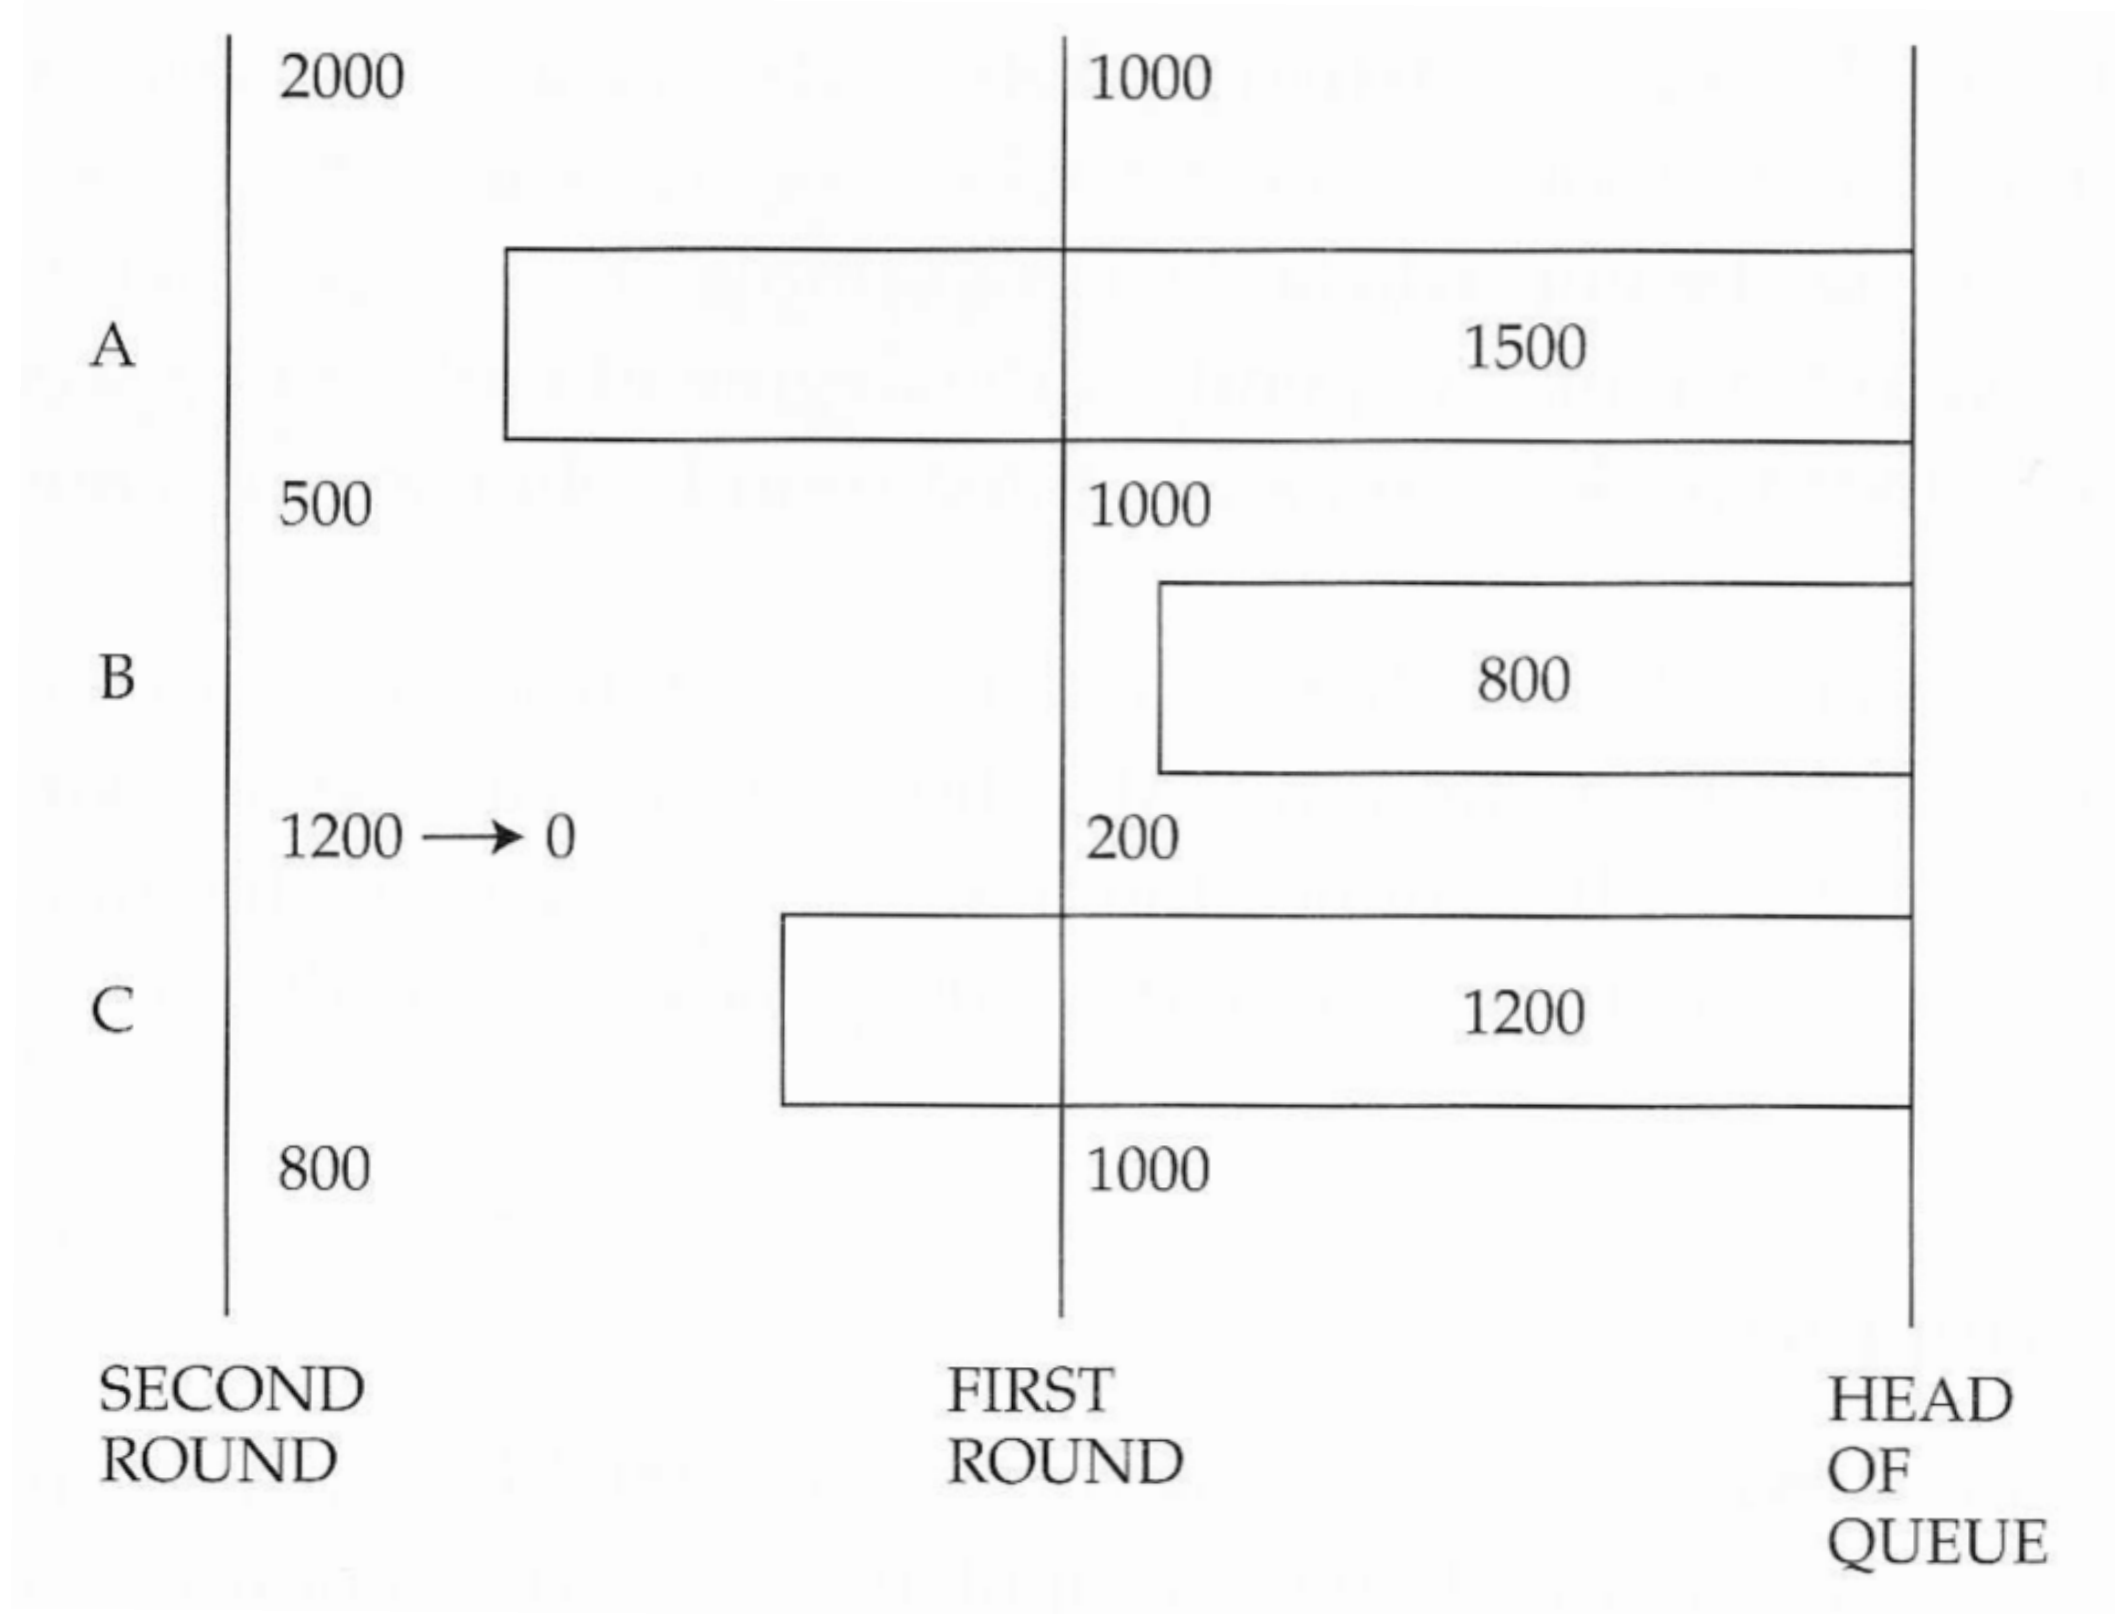 2000 1000
A 1500
500 1000
B 800
1200 → 0 200
C 1200
800 1000
SECOND
ROUND
FIRST
ROUND
HEAD
OF
QUEUE